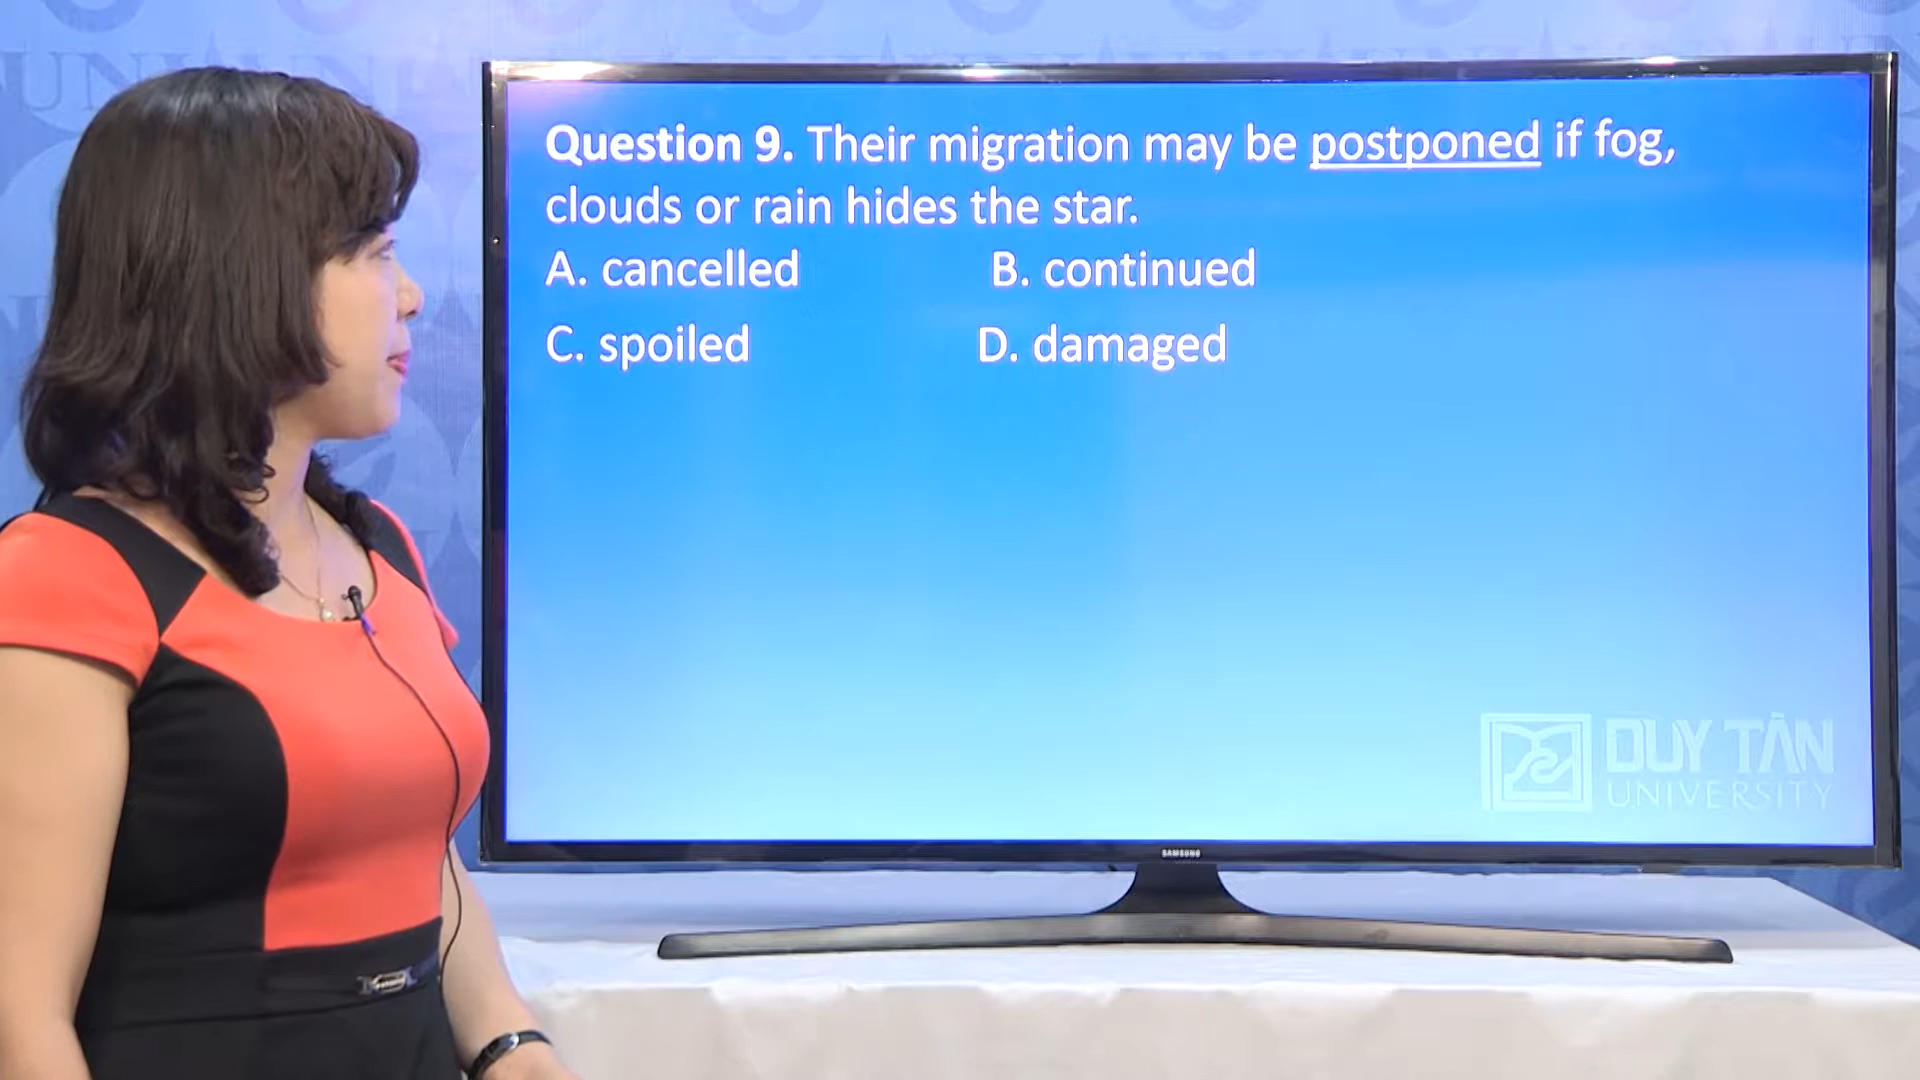 Question 9. Their migration may be postponed if fog,
clouds or rain hides the star.
A. cancelled B. continued
C. spoiled D. damaged
DUY TÂN
UNIVERSITY
SAMSUNG